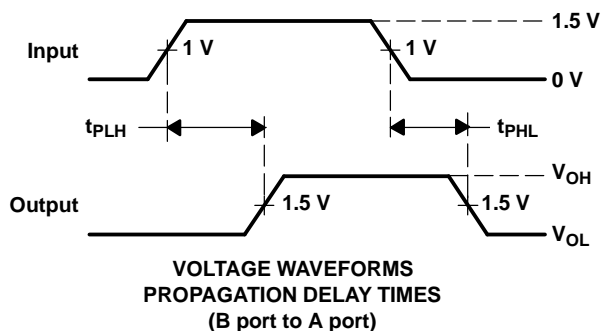 1.5 V
Input
1 V
1 V
0 V
tPLH
tPHL
VOH
Output
1.5 V
1.5 V
VOL
VOLTAGE WAVEFORMS
PROPAGATION DELAY TIMES
(B port to A port)